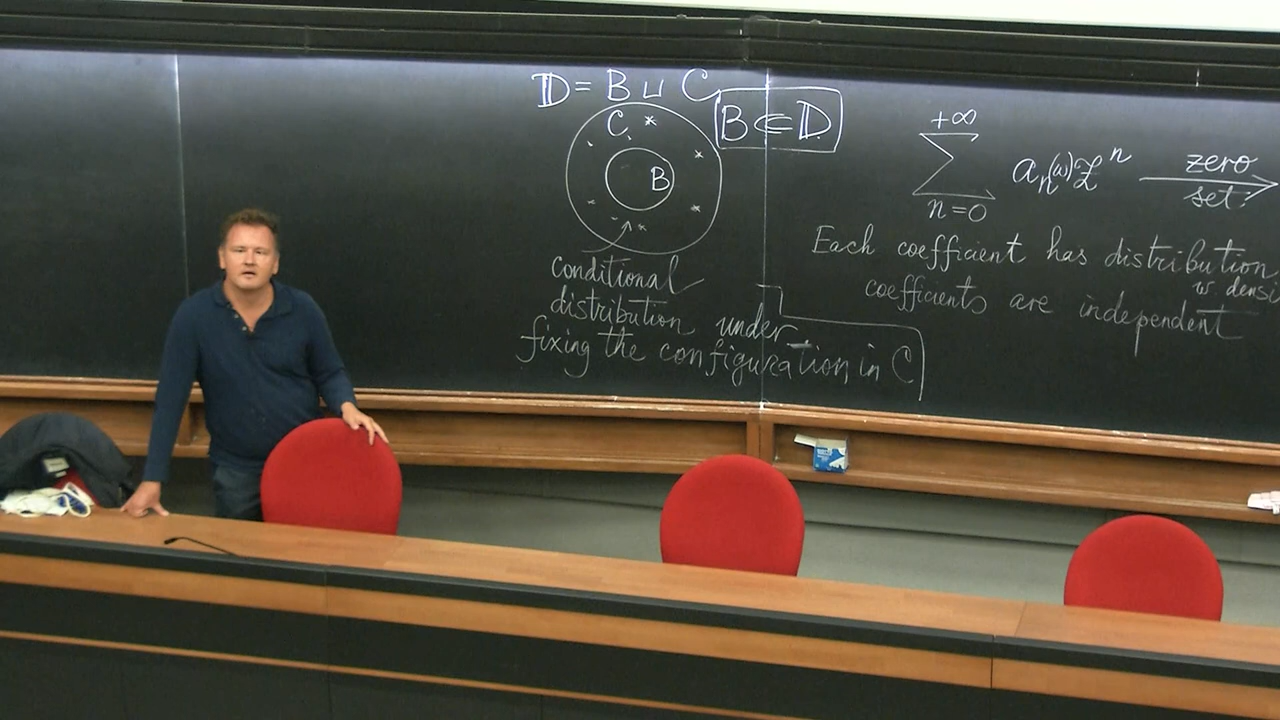 𝔻 = B ⊔ C
B ⋐ 𝔻
C
B
conditional
distribution under
fixing the configuration in C
+∞
∑ aₙ(ω) zⁿ
n=0
zero
set:
Each coefficient has distribution
w densi
coefficients are independent